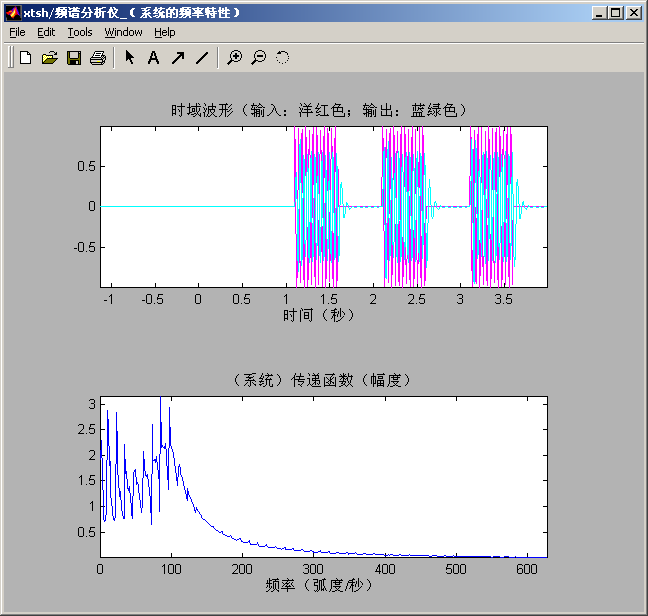 xtsh/频谱分析仪_（系统的频率特性）
File Edit Tools Window Help
A
时域波形（输入：洋红色；输出：蓝绿色）
0.5
0
-0.5
-1 -0.5 0 0.5 1 1.5 2 2.5 3 3.5
时间（秒）
（系统）传递函数（幅度）
3
2.5
2
1.5
1
0.5
0 100 200 300 400 500 600
频率（弧度/秒）